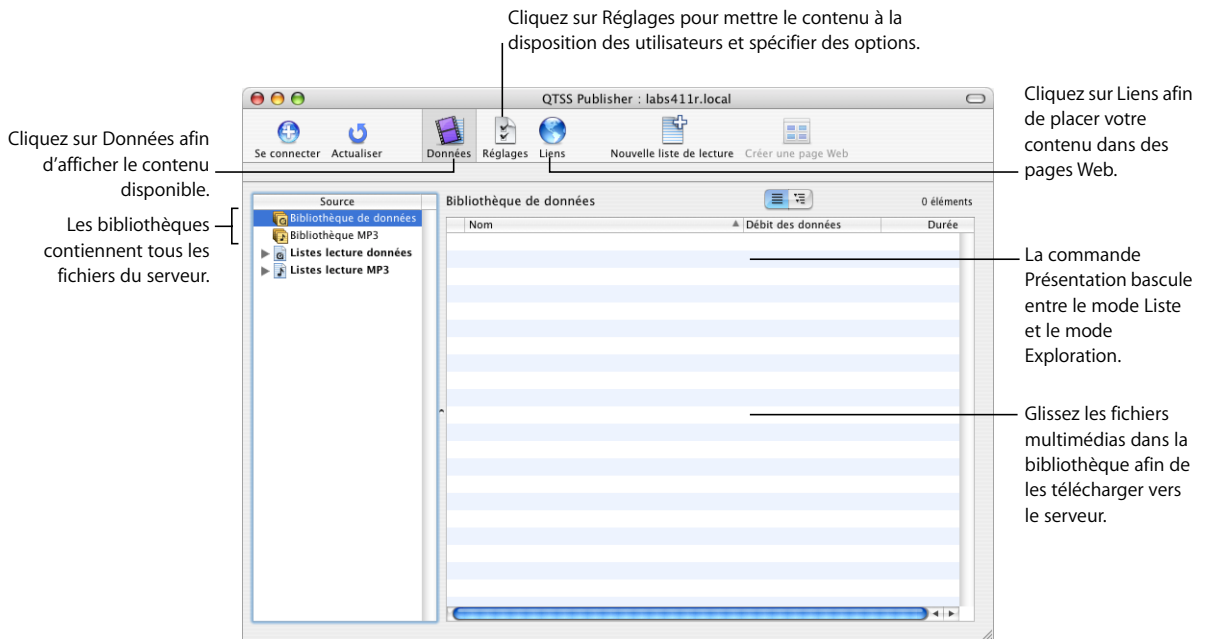 Cliquez sur Réglages pour mettre le contenu à la
disposition des utilisateurs et spécifier des options.
Cliquez sur Données afin
d'afficher le contenu
disponible.
Les bibliothèques
contiennent tous les
fichiers du serveur.
QTSS Publisher : labs411r.local
Se connecter
Actualiser
Données
Réglages
Liens
Nouvelle liste de lecture
Créer une page Web
Source
Bibliothèque de données
Bibliothèque MP3
Listes lecture données
Listes lecture MP3
Bibliothèque de données
0 éléments
Nom
Débit des données
Durée
Cliquez sur Liens afin
de placer votre
contenu dans des
pages Web.
La commande
Présentation bascule
entre le mode Liste
et le mode
Exploration.
Glissez les fichiers
multimédias dans la
bibliothèque afin de
les télécharger vers
le serveur.